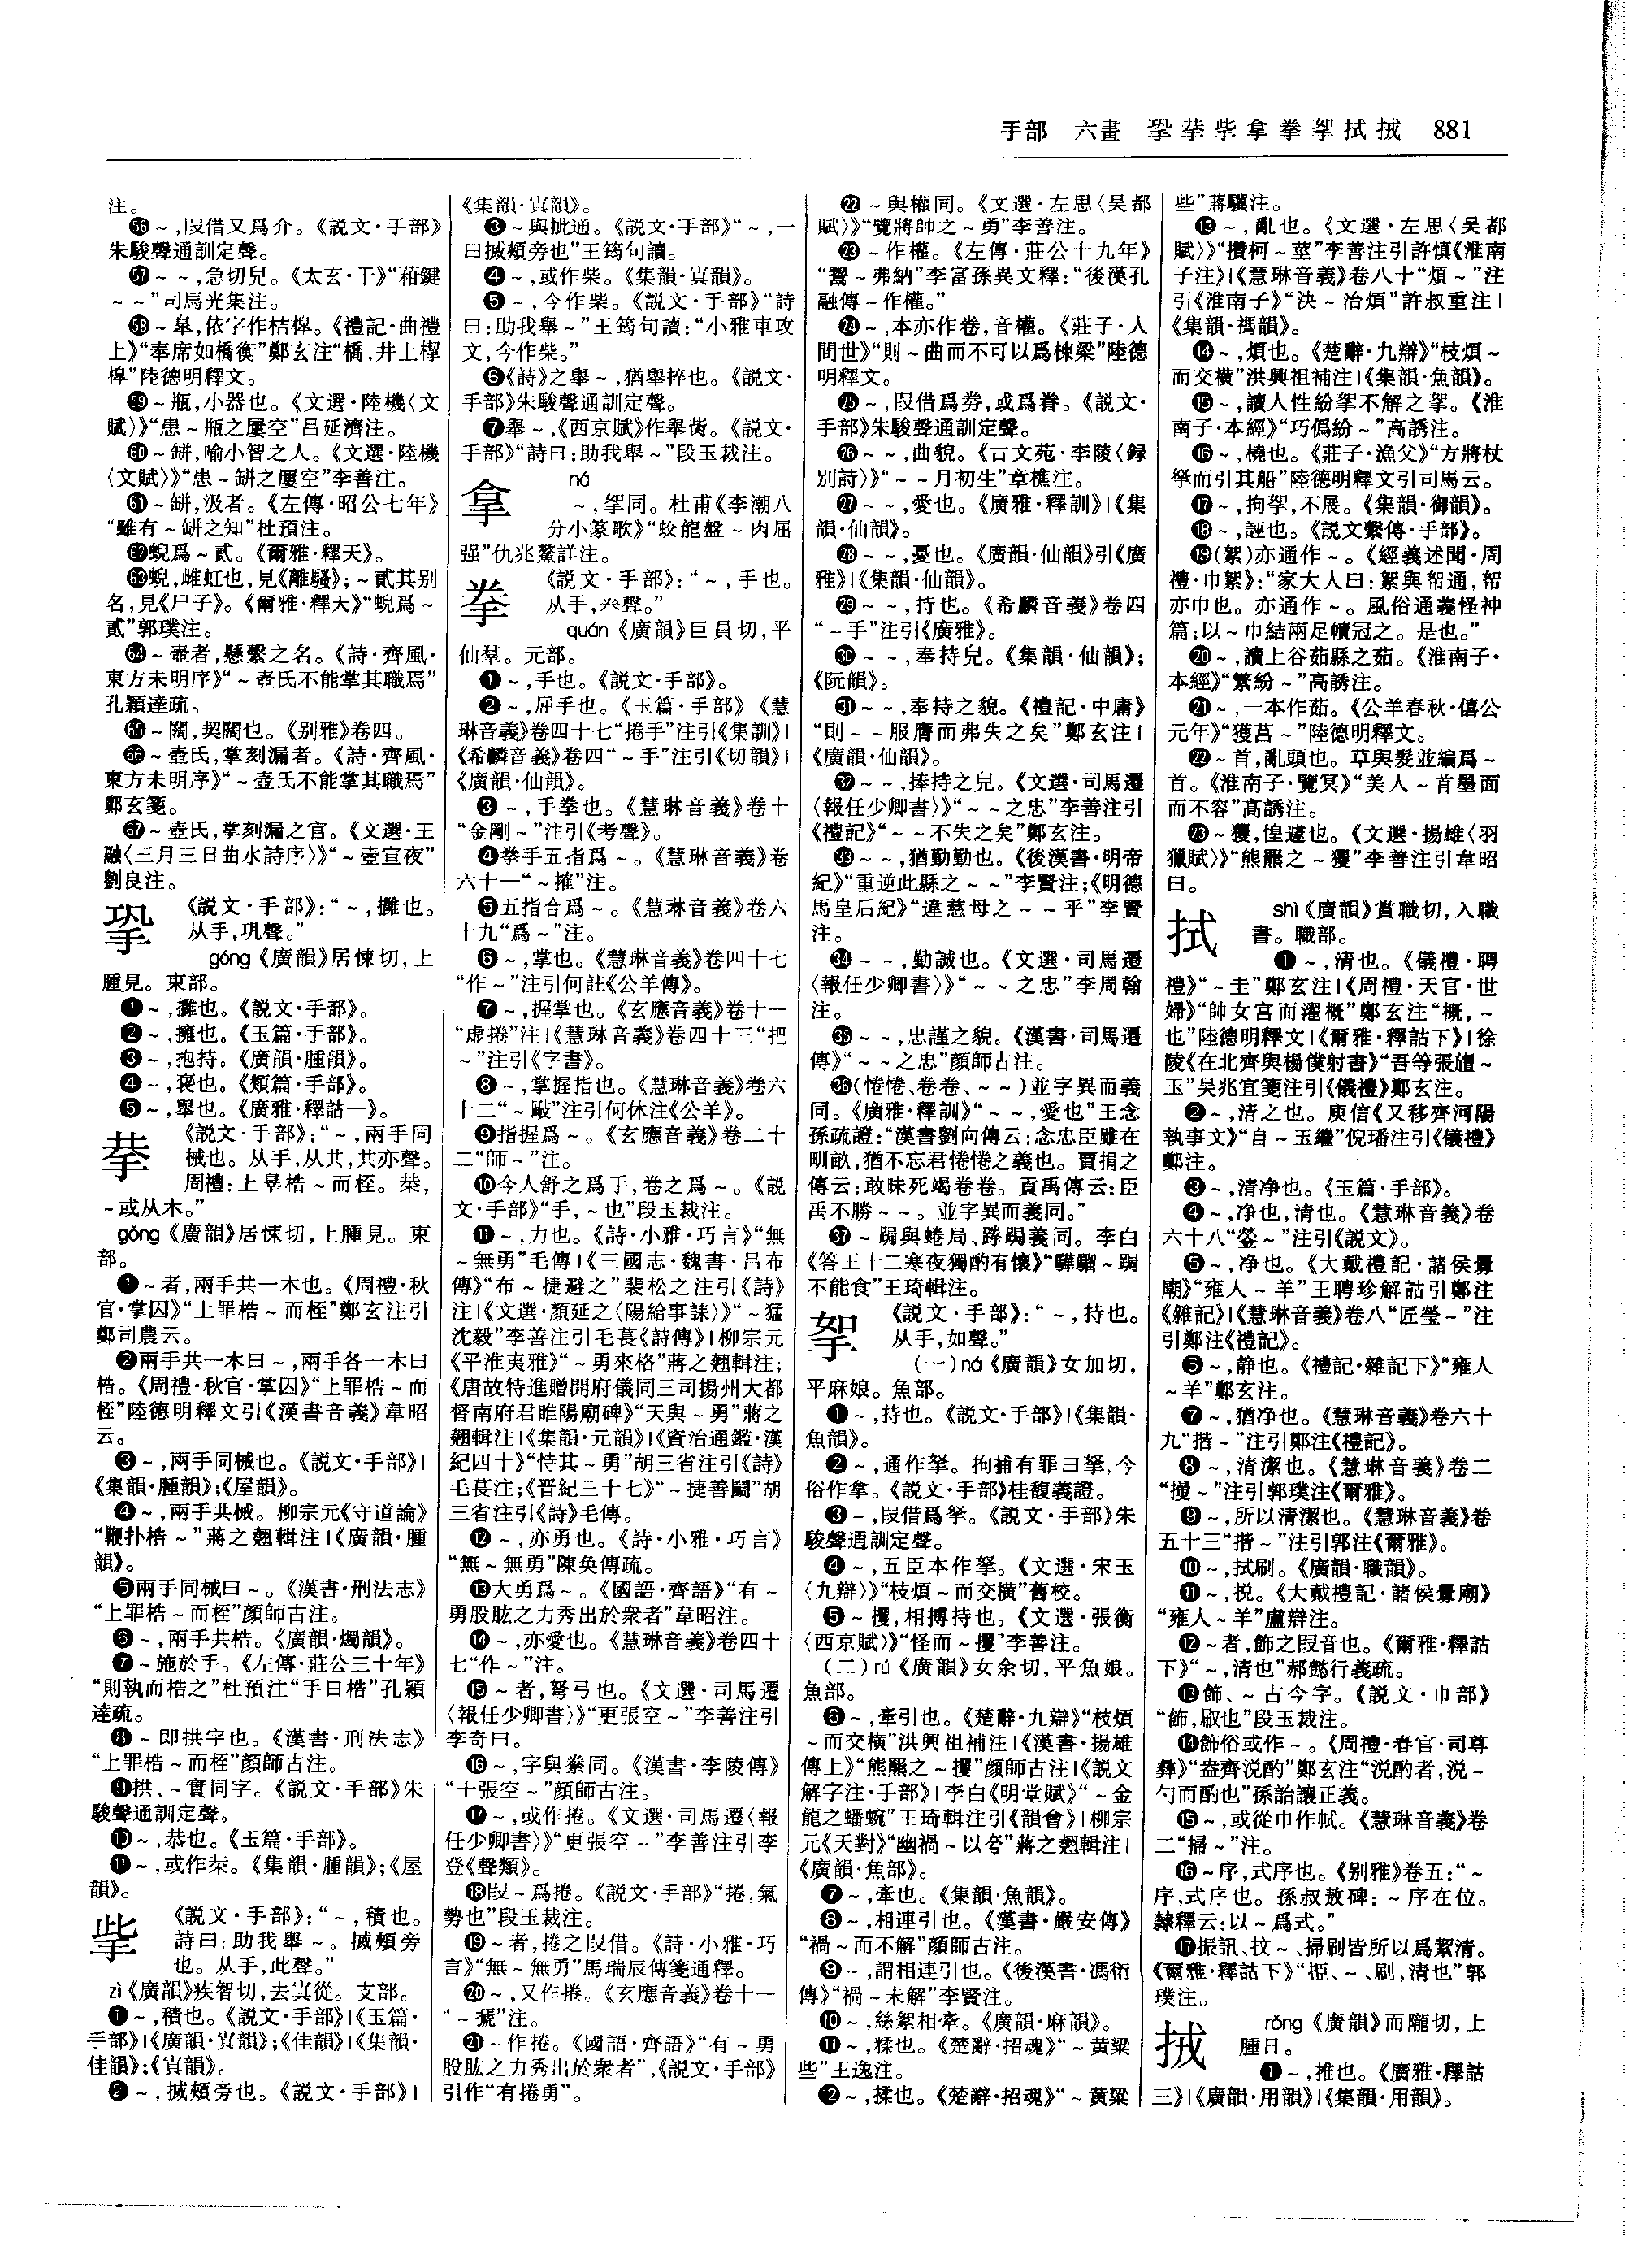 手部　六畫　㧬拲㧘拿拳挐拭搣　881
注。
㊶~,叚借又爲介。《説文·手部》
朱駿聲通訓定聲。
~~,急切皃。《太玄·干》“葙鍵
~~”司馬光集注。
~皋,依字作桔槔。《禮記·曲禮
上》“奉席如橋衡”鄭玄注“橋,井上㮮
槔”陸德明釋文。
~瓶,小器也。《文選·陸機〈文
賦〉》“患~瓶之屢空”吕延濟注。
~缾,喻小智之人。《文選·陸機
〈文賦〉》“患~缾之屢空”李善注。
~缾,汲者。《左傳·昭公七年》
“雖有~缾之知”杜預注。
蜺爲~貳。《爾雅·釋天》。
蜺,雌虹也,見《離騷》;~貳其别
名,見《尸子》。《爾雅·釋天》“蜺爲~
貳”郭璞注。
~壺者,懸繫之名。《詩·齊風·
東方未明序》“~壺氏不能掌其職焉”
孔穎達疏。
~闊,契闊也。《别雅》卷四。
~壺氏,掌刻漏者。《詩·齊風·
東方未明序》“~壺氏不能掌其職焉”
鄭玄箋。
~壺氏,掌刻漏之官。《文選·王
融〈三月三日曲水詩序〉》“~壺宣夜”
劉良注。
㧬　《説文·手部》:“~,攤也。
从手,巩聲。”
gǒng《廣韻》居悚切,上
腫見。東部。
❶~,攤也。《説文·手部》。
❷~,擁也。《玉篇·手部》。
❸~,抱持。《廣韻·腫韻》。
❹~,裒也。《類篇·手部》。
❺~,舉也。《廣雅·釋詁一》。
拲　《説文·手部》:“~,兩手同
械也。从手,从共,共亦聲。
周禮:上辠梏~而桎。𣑳,
~或从木。”
gǒng《廣韻》居悚切,上腫見。東
部。
❶~者,兩手共一木也。《周禮·秋
官·掌囚》“上罪梏~而桎”鄭玄注引
鄭司農云。
❷兩手共一木曰~,兩手各一木曰
梏。《周禮·秋官·掌囚》“上罪梏~而
桎”陸德明釋文引《漢書音義》韋昭
云。
❸~,兩手同械也。《説文·手部》|
《集韻·腫韻》;《屋韻》。
❹~,兩手共械。柳宗元《守道論》
“鞭扑梏~”蔣之翹輯注|《廣韻·腫
韻》。
❺兩手同械曰~。《漢書·刑法志》
“上罪梏~而桎”顔師古注。
❻~,兩手共梏。《廣韻·燭韻》。
❼~施於手。《左傳·莊公三十年》
“則執而梏之”杜預注“手曰梏”孔穎
達疏。
❽~即拱字也。《漢書·刑法志》
“上罪梏~而桎”顔師古注。
❾拱、~實同字。《説文·手部》朱
駿聲通訓定聲。
❿~,恭也。《玉篇·手部》。
⓫~,或作𣑳。《集韻·腫韻》;《屋
韻》。
㧘　《説文·手部》:“~,積也。
詩曰:助我舉~。搣頰旁
也。从手,此聲。”
zì《廣韻》疾智切,去寘從。支部。
❶~,積也。《説文·手部》|《玉篇·
手部》|《廣韻·寘韻》;《佳韻》|《集韻·
佳韻》;《寘韻》。
❷~,搣頰旁也。《説文·手部》|
《集韻·寘韻》。
❸~與㧗通。《説文·手部》“~,一
曰搣頰旁也”王筠句讀。
❹~,或作柴。《集韻·寘韻》。
❺~,今作柴。《説文·手部》“詩
曰:助我舉~”王筠句讀:“小雅車攻
文,今作柴。”
❻《詩》之舉~,猶舉捽也。《説文·
手部》朱駿聲通訓定聲。
❼舉~,《西京賦》作舉胔。《説文·
手部》“詩曰:助我舉~”段玉裁注。
拿　ná
~,挐同。杜甫《李潮八
分小篆歌》“蛟龍盤~肉屈
强”仇兆鰲詳注。
拳　《説文·手部》:“~,手也。
从手,𢍏聲。”
quán《廣韻》巨員切,平
仙羣。元部。
❶~,手也。《説文·手部》。
❷~,屈手也。《玉篇·手部》|《慧
琳音義》卷四十七“捲手”注引《集訓》|
《希麟音義》卷四“~手”注引《切韻》|
《廣韻·仙韻》。
❸~,手拳也。《慧琳音義》卷十
“金剛~”注引《考聲》。
❹拳手五指爲~。《慧琳音義》卷
六十一“~搉”注。
❺五指合爲~。《慧琳音義》卷六
十九“爲~”注。
❻~,掌也。《慧琳音義》卷四十七
“作~”注引何註《公羊傳》。
❼~,握掌也。《玄應音義》卷十一
“虚捲”注|《慧琳音義》卷四十三“把
~”注引《字書》。
❽~,掌握指也。《慧琳音義》卷六
十二“~毆”注引何休注《公羊》。
❾指握爲~。《玄應音義》卷二十
二“師~”注。
❿今人舒之爲手,卷之爲~。《説
文·手部》“手,~也”段玉裁注。
⓫~,力也。《詩·小雅·巧言》“無
~無勇”毛傳|《三國志·魏書·吕布
傳》“布~捷避之”裴松之注引《詩》
注|《文選·顔延之〈陽給事誄〉》“~猛
沈毅”李善注引毛萇《詩傳》|柳宗元
《平淮夷雅》“~勇來格”蔣之翹輯注;
《唐故特進贈開府儀同三司揚州大都
督南府君睢陽廟碑》“天與~勇”蔣之
翹輯注|《集韻·元韻》|《資治通鑑·漢
紀四十》“恃其~勇”胡三省注引《詩》
毛萇注;《晋紀三十七》“~捷善鬭”胡
三省注引《詩》毛傳。
⓬~,亦勇也。《詩·小雅·巧言》
“無~無勇”陳奂傳疏。
⓭大勇爲~。《國語·齊語》“有~
勇股肱之力秀出於衆者”韋昭注。
⓮~,亦愛也。《慧琳音義》卷四十
七“作~”注。
⓯~者,弩弓也。《文選·司馬遷
〈報任少卿書〉》“更張空~”李善注引
李奇曰。
⓰~,字與絭同。《漢書·李陵傳》
“士張空~”顔師古注。
⓱~,或作捲。《文選·司馬遷〈報
任少卿書〉》“更張空~”李善注引李
登《聲類》。
⓲叚~爲捲。《説文·手部》“捲,氣
勢也”段玉裁注。
⓳~者,捲之叚借。《詩·小雅·巧
言》“無~無勇”馬瑞辰傳箋通釋。
⓴~,又作捲。《玄應音義》卷十一
“~搋”注。
㉑~作捲。《國語·齊語》“有~勇
股肱之力秀出於衆者”,《説文·手部》
引作“有捲勇”。
㉒~與權同。《文選·左思〈吴都
賦〉》“覽將帥之~勇”李善注。
㉓~作權。《左傳·莊公十九年》
“鬻~弗納”李富孫異文釋:“後漢孔
融傳~作權。”
㉔~,本亦作卷,音權。《莊子·人
間世》“則~曲而不可以爲棟梁”陸德
明釋文。
㉕~,叚借爲券,或爲眷。《説文·
手部》朱駿聲通訓定聲。
㉖~~,曲貌。《古文苑·李陵〈録
别詩〉》“~~月初生”章樵注。
㉗~~,愛也。《廣雅·釋訓》|《集
韻·仙韻》。
㉘~~,憂也。《廣韻·仙韻》引《廣
雅》|《集韻·仙韻》。
㉙~~,持也。《希麟音義》卷四
“~手”注引《廣雅》。
㉚~~,奉持皃。《集韻·仙韻》;
《阮韻》。
㉛~~,奉持之貌。《禮記·中庸》
“則~~服膺而弗失之矣”鄭玄注|
《廣韻·仙韻》。
㉜~~,捧持之皃。《文選·司馬遷
〈報任少卿書〉》“~~之忠”李善注引
《禮記》“~~不失之矣”鄭玄注。
㉝~~,猶勤勤也。《後漢書·明帝
紀》“重逆此縣之~~”李賢注;《明德
馬皇后紀》“違慈母之~~乎”李賢
注。
㉞~~,勤誠也。《文選·司馬遷
〈報任少卿書〉》“~~之忠”李周翰
注。
㉟~~,忠謹之貌。《漢書·司馬遷
傳》“~~之忠”顔師古注。
㊱(惓惓、卷卷、~~)並字異而義
同。《廣雅·釋訓》“~~,愛也”王念
孫疏證:“漢書劉向傳云:念忠臣雖在
甽畝,猶不忘君惓惓之義也。賈捐之
傳云:敢昧死竭卷卷。貢禹傳云:臣
禹不勝~~。並字異而義同。”
㊲~跼與蜷局、踡跼義同。李白
《答王十二寒夜獨酌有懷》“驊騮~跼
不能食”王琦輯注。
挐　《説文·手部》:“~,持也。
从手,如聲。”
(一)ná《廣韻》女加切,
平麻娘。魚部。
❶~,持也。《説文·手部》|《集韻·
魚韻》。
❷~,通作拏。拘捕有罪曰拏,今
俗作拿。《説文·手部》桂馥義證。
❸~,叚借爲拏。《説文·手部》朱
駿聲通訓定聲。
❹~,五臣本作拏。《文選·宋玉
〈九辯〉》“枝煩~而交横”舊校。
❺~攫,相搏持也。《文選·張衡
〈西京賦〉》“怪而~攫”李善注。
(二)rú《廣韻》女余切,平魚娘。
魚部。
❻~,牽引也。《楚辭·九辯》“枝煩
~而交横”洪興祖補注|《漢書·揚雄
傳上》“熊羆之~攫”顔師古注|《説文
解字注·手部》|李白《明堂賦》“~金
龍之蟠蜿”王琦輯注引《韻會》|柳宗
元《天對》“幽禍~以夸”蔣之翹輯注|
《廣韻·魚部》。
❼~,牽也。《集韻·魚韻》。
❽~,相連引也。《漢書·嚴安傳》
“禍~而不解”顔師古注。
❾~,謂相連引也。《後漢書·馮衍
傳》“禍~未解”李賢注。
❿~,絲絮相牽。《廣韻·麻韻》。
⓫~,糅也。《楚辭·招魂》“~黄粱
些”王逸注。
⓬~,揉也。《楚辭·招魂》“~黄粱
些”蔣驥注。
⓭~,亂也。《文選·左思〈吴都
賦〉》“攢柯~莖”李善注引許慎《淮南
子注》|《慧琳音義》卷八十“煩~”注
引《淮南子》“決~治煩”許叔重注|
《集韻·禡韻》。
⓮~,煩也。《楚辭·九辯》“枝煩~
而交横”洪興祖補注|《集韻·魚韻》。
⓯~,讀人性紛挐不解之挐。《淮
南子·本經》“巧僞紛~”高誘注。
⓰~,橈也。《莊子·漁父》“方將杖
拏而引其船”陸德明釋文引司馬云。
⓱~,拘挐,不展。《集韻·御韻》。
⓲~,誣也。《説文繫傳·手部》。
⓳(絮)亦通作~。《經義述聞·周
禮·巾絮》:“家大人曰:絮與帤通,帤
亦巾也。亦通作~。風俗通義怪神
篇:以~巾結兩足幘冠之。是也。”
⓴~,讀上谷茹縣之茹。《淮南子·
本經》“繁紛~”高誘注。
㉑~,一本作茹。《公羊春秋·僖公
元年》“獲莒~”陸德明釋文。
㉒~首,亂頭也。草與髮並編爲~
首。《淮南子·覽冥》“美人~首墨面
而不容”高誘注。
㉓~玃,惶遽也。《文選·揚雄〈羽
獵賦〉》“熊羆之~玃”李善注引韋昭
曰。
拭　shì《廣韻》賞職切,入職
書。職部。
❶~,清也。《儀禮·聘
禮》“~圭”鄭玄注|《周禮·天官·世
婦》“帥女宫而濯概”鄭玄注“概,~
也”陸德明釋文|《爾雅·釋詁下》|徐
陵《在北齊與楊僕射書》“吾等張旜~
玉”吴兆宜箋注引《儀禮》鄭玄注。
❷~,清之也。庾信《又移齊河陽
執事文》“自~玉繼”倪璠注引《儀禮》
鄭注。
❸~,清净也。《玉篇·手部》。
❹~,净也,清也。《慧琳音義》卷
六十八“鎣~”注引《説文》。
❺~,净也。《大戴禮記·諸侯釁
廟》“雍人~羊”王聘珍解詁引鄭注
《雜記》|《慧琳音義》卷八“匠瑩~”注
引鄭注《禮記》。
❻~,静也。《禮記·雜記下》“雍人
~羊”鄭玄注。
❼~,猶净也。《慧琳音義》卷六十
九“揩~”注引鄭注《禮記》。
❽~,清潔也。《慧琳音義》卷二
“搵~”注引郭璞注《爾雅》。
❾~,所以清潔也。《慧琳音義》卷
五十三“揩~”注引郭注《爾雅》。
❿~,拭刷。《廣韻·職韻》。
⓫~,棁。《大戴禮記·諸侯釁廟》
“雍人~羊”盧辯注。
⓬~者,飾之叚音也。《爾雅·釋詁
下》“~,清也”郝懿行義疏。
⓭飾、~古今字。《説文·巾部》
“飾,㕞也”段玉裁注。
⓮飾俗或作~。《周禮·春官·司尊
彝》“盎齊涚酌”鄭玄注“涚酌者,涚~
勺而酌也”孫詒讓正義。
⓯~,或從巾作㡆。《慧琳音義》卷
二“掃~”注。
⓰~序,式序也。《别雅》卷五:“~
序,式序也。孫叔敖碑:~序在位。
隸釋云:以~爲式。”
⓱振訊、抆~、掃刷皆所以爲絜清。
《爾雅·釋詁下》“拒、~、刷,清也”郭
璞注。
rǒng《廣韻》而隴切,上
腫日。
❶~,推也。《廣雅·釋詁
三》|《廣韻·用韻》|《集韻·用韻》。